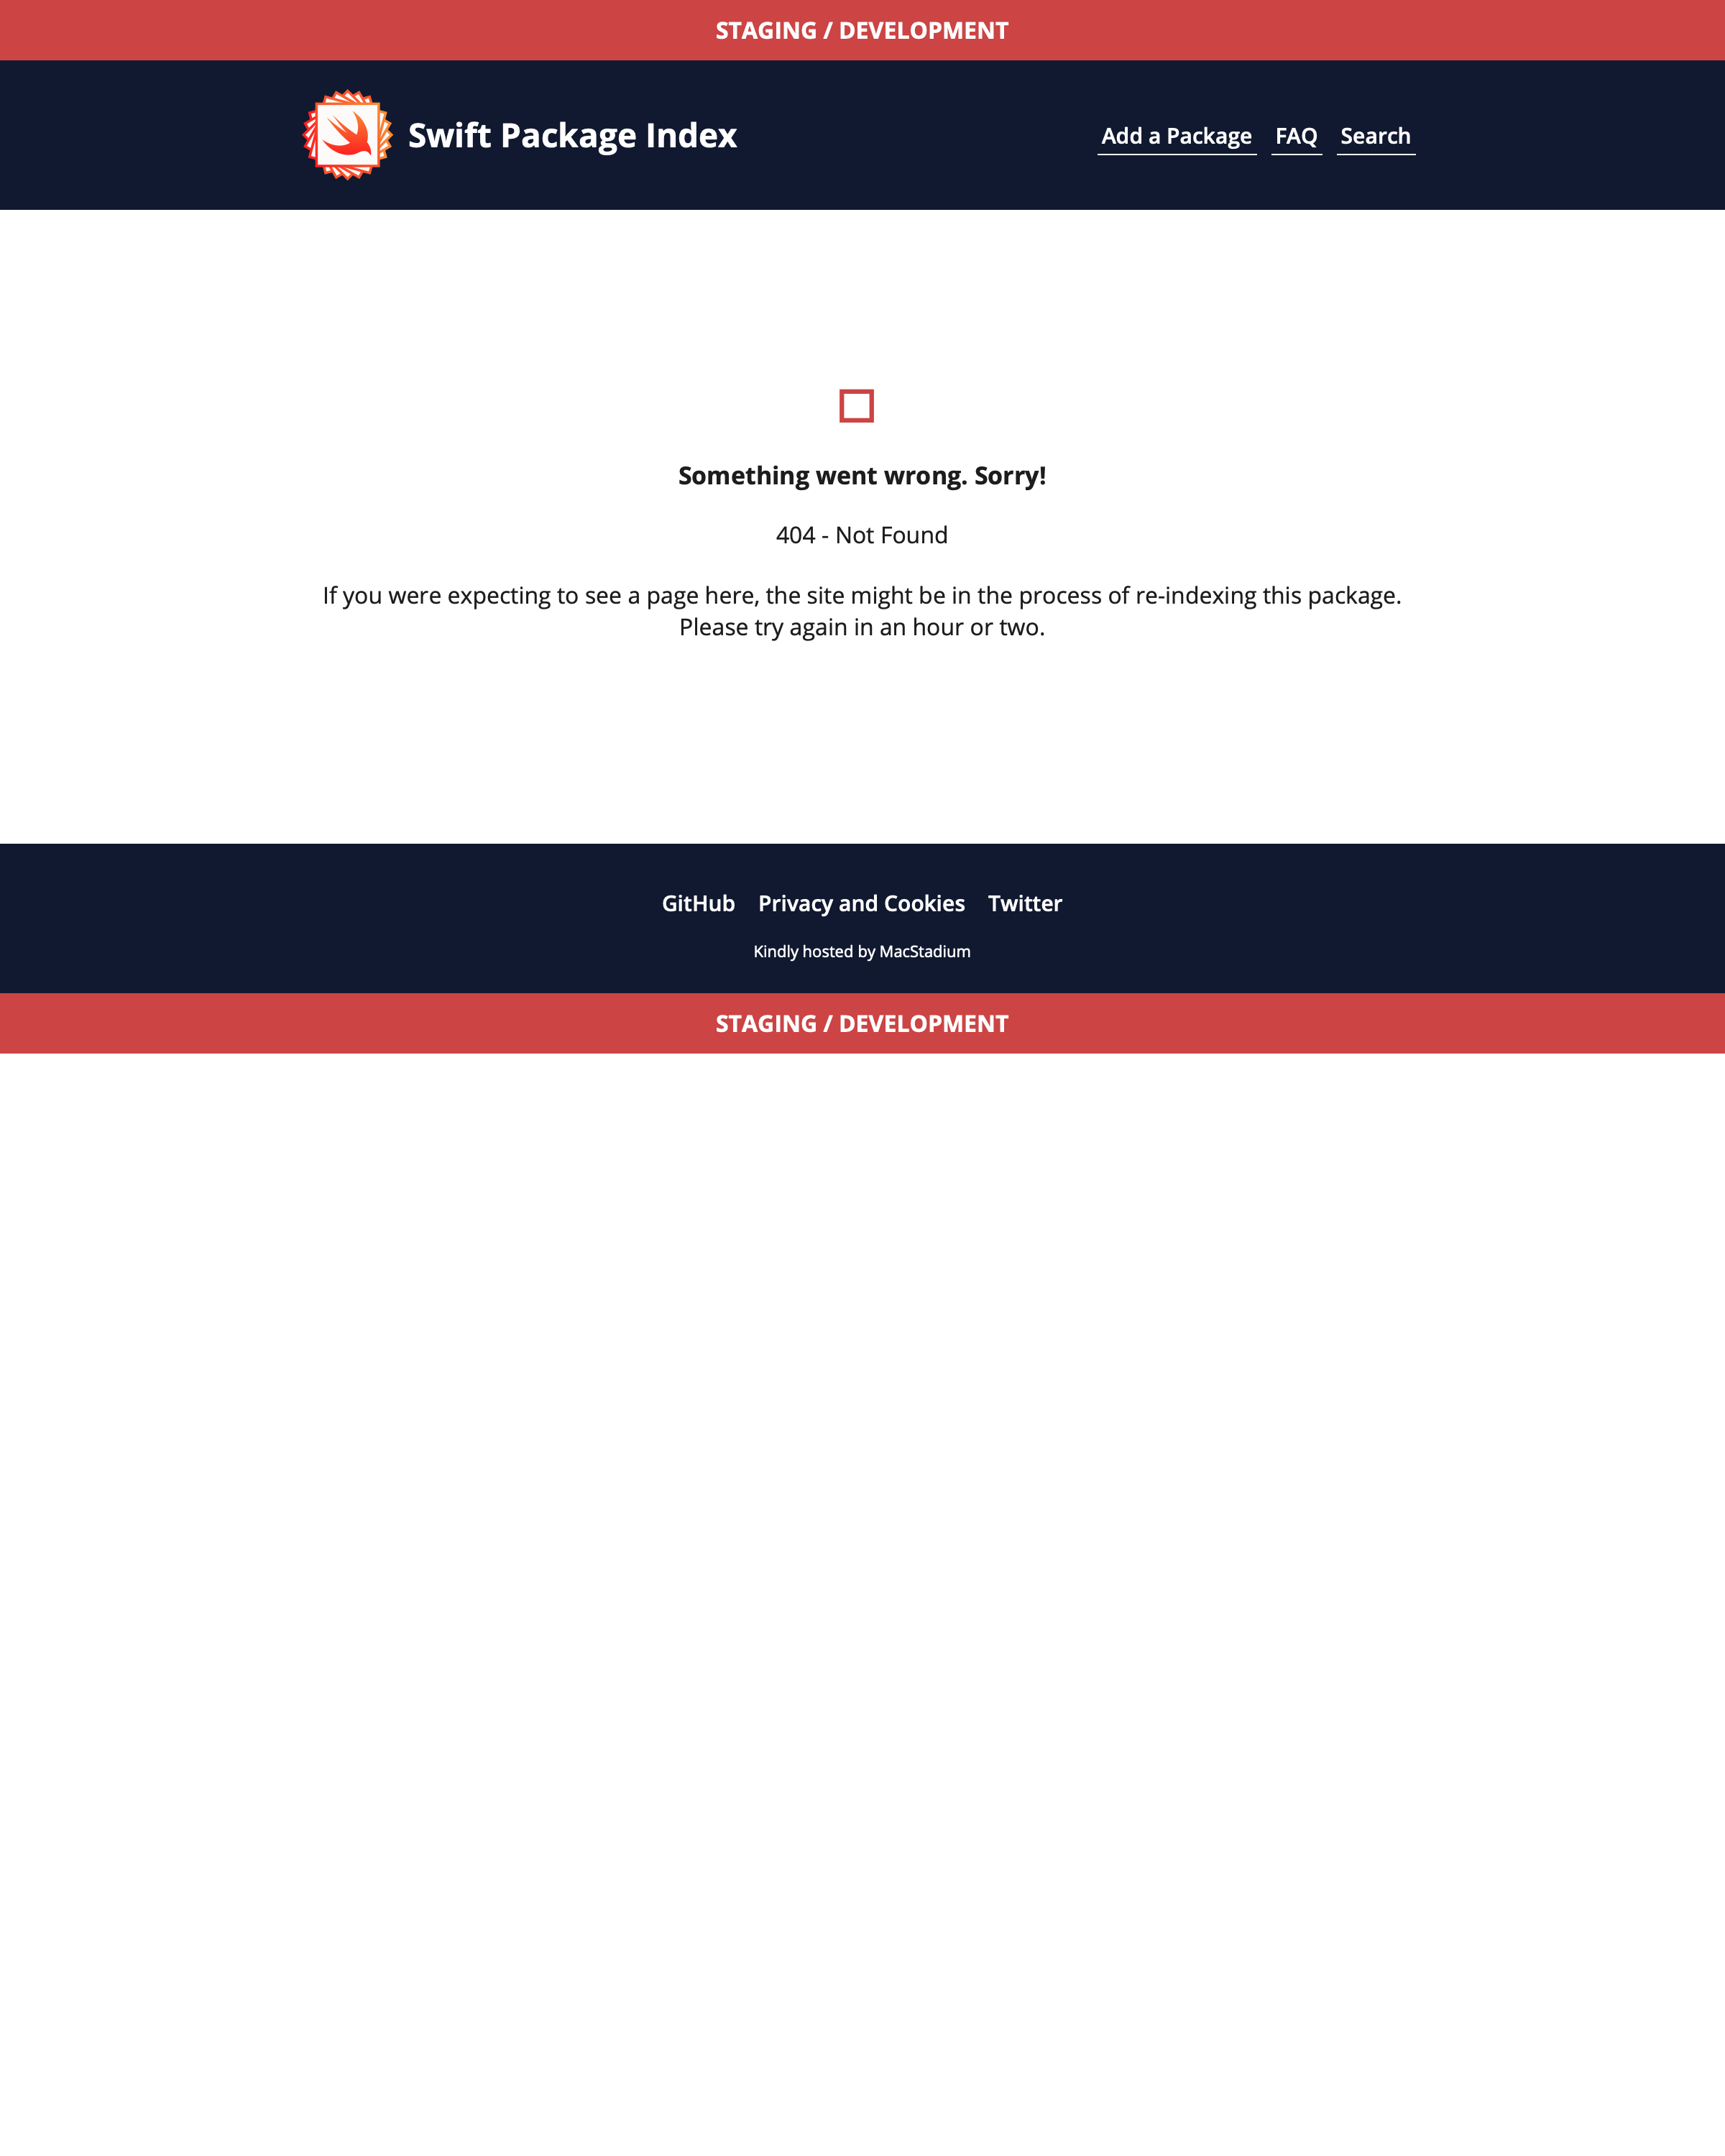 STAGING / DEVELOPMENT
Swift Package Index
Add a Package FAQ Search
Something went wrong. Sorry!
404 - Not Found
If you were expecting to see a page here, the site might be in the process of re-indexing this package.
Please try again in an hour or two.
GitHub Privacy and Cookies Twitter
Kindly hosted by MacStadium
STAGING / DEVELOPMENT